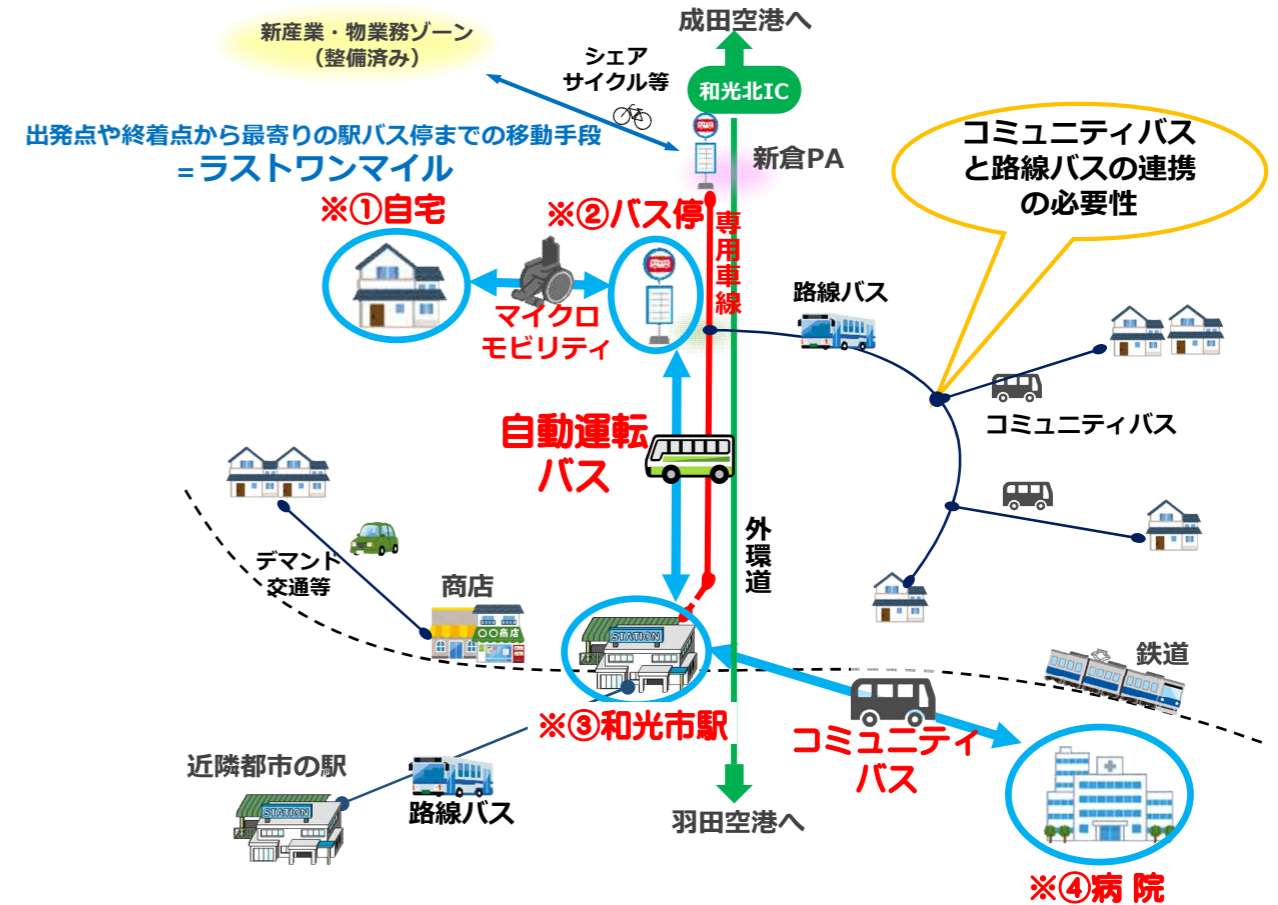 成田空港へ
新産業・物業務ゾーン
（整備済み）
シェア
サイクル等
和光北IC
出発点や終着点から最寄りの駅バス停までの移動手段
=ラストワンマイル
新倉PA
コミュニティバス
と路線バスの連携
の必要性
※①自宅
※②バス停
専用車線
マイクロ
モビリティ
路線バス
コミュニティバス
自動運転
バス
外環道
デマンド
交通等
商店
〇〇商店
STATION
鉄道
※③和光市駅
コミュニティ
バス
近隣都市の駅
STATION
路線バス
羽田空港へ
※④病 院